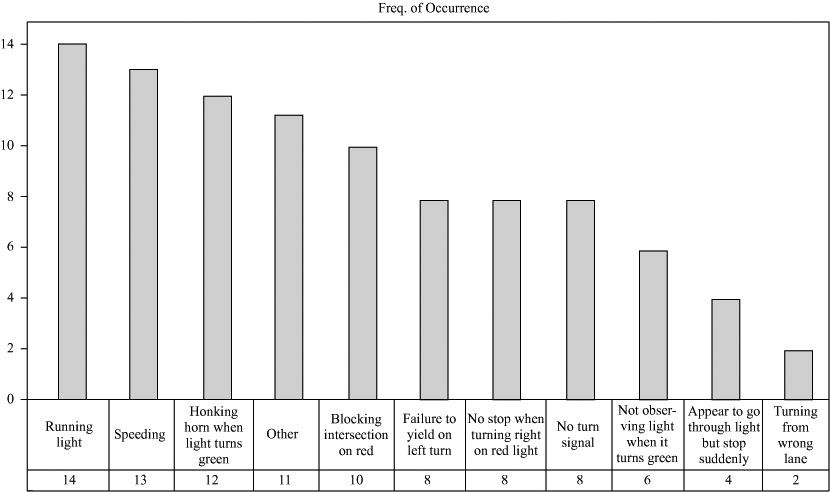 Freq. of Occurrence
14
12
10
8
6
4
2
0
Running
light
Speeding
Honking
horn when
light turns
green
Other
Blocking
intersection
on red
Failure to
yield on
left turn
No stop when
turning right
on red light
No turn
signal
Not obser-
ving light
when it
turns green
Appear to go
through light
but stop
suddenly
Turning
from
wrong
lane
14 13 12 11 10 8 8 8 6 4 2